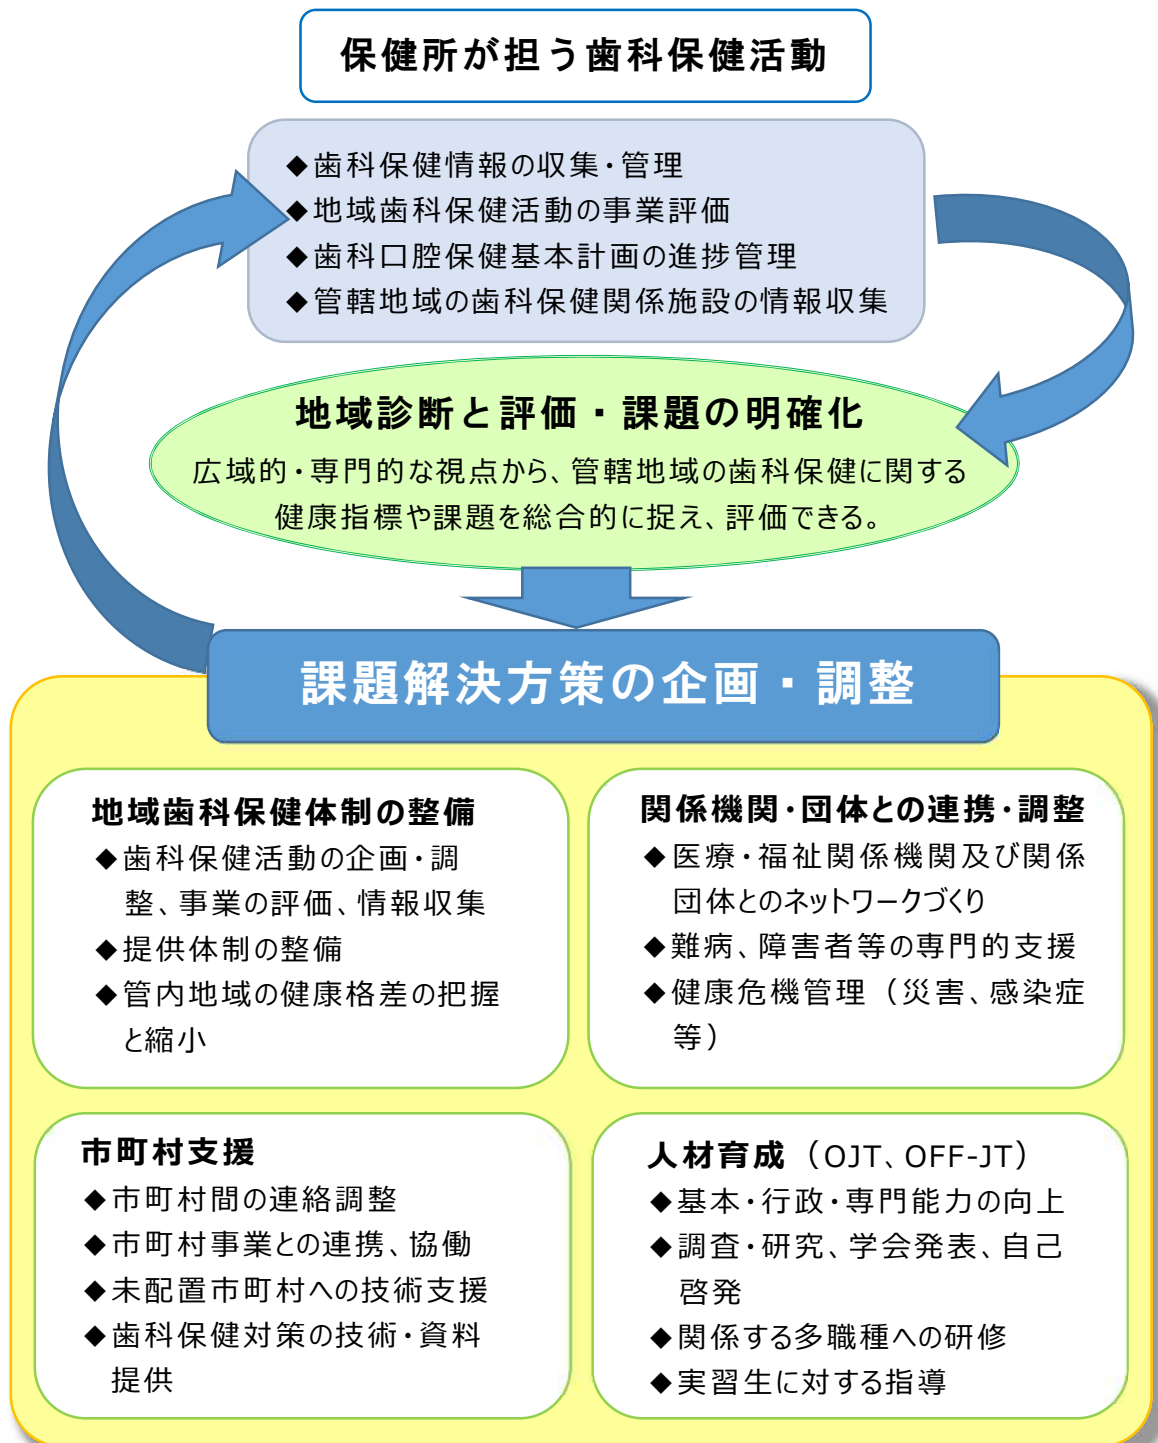 保健所が担う歯科保健活動
◆歯科保健情報の収集・管理
◆地域歯科保健活動の事業評価
◆歯科口腔保健基本計画の進捗管理
◆管轄地域の歯科保健関係施設の情報収集
地域診断と評価・課題の明確化
広域的・専門的な視点から、管轄地域の歯科保健に関する
健康指標や課題を総合的に捉え、評価できる。
課題解決方策の企画・調整
地域歯科保健体制の整備
◆歯科保健活動の企画・調
整、事業の評価、情報収集
◆提供体制の整備
◆管内地域の健康格差の把握
と縮小
関係機関・団体との連携・調整
◆医療・福祉関係機関及び関係
団体とのネットワークづくり
◆難病、障害者等の専門的支援
◆健康危機管理（災害、感染症
等）
市町村支援
◆市町村間の連絡調整
◆市町村事業との連携、協働
◆未配置市町村への技術支援
◆歯科保健対策の技術・資料
提供
人材育成（OJT、OFF-JT）
◆基本・行政・専門能力の向上
◆調査・研究、学会発表、自己
啓発
◆関係する多職種への研修
◆実習生に対する指導